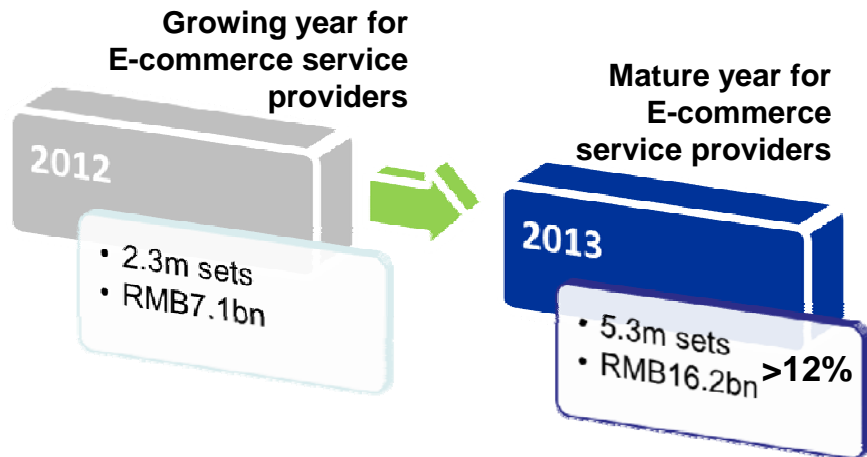 Growing year for
E-commerce service
providers
2012
• 2.3m sets
• RMB7.1bn
Mature year for
E-commerce
service providers
2013
• 5.3m sets
• RMB16.2bn >12%